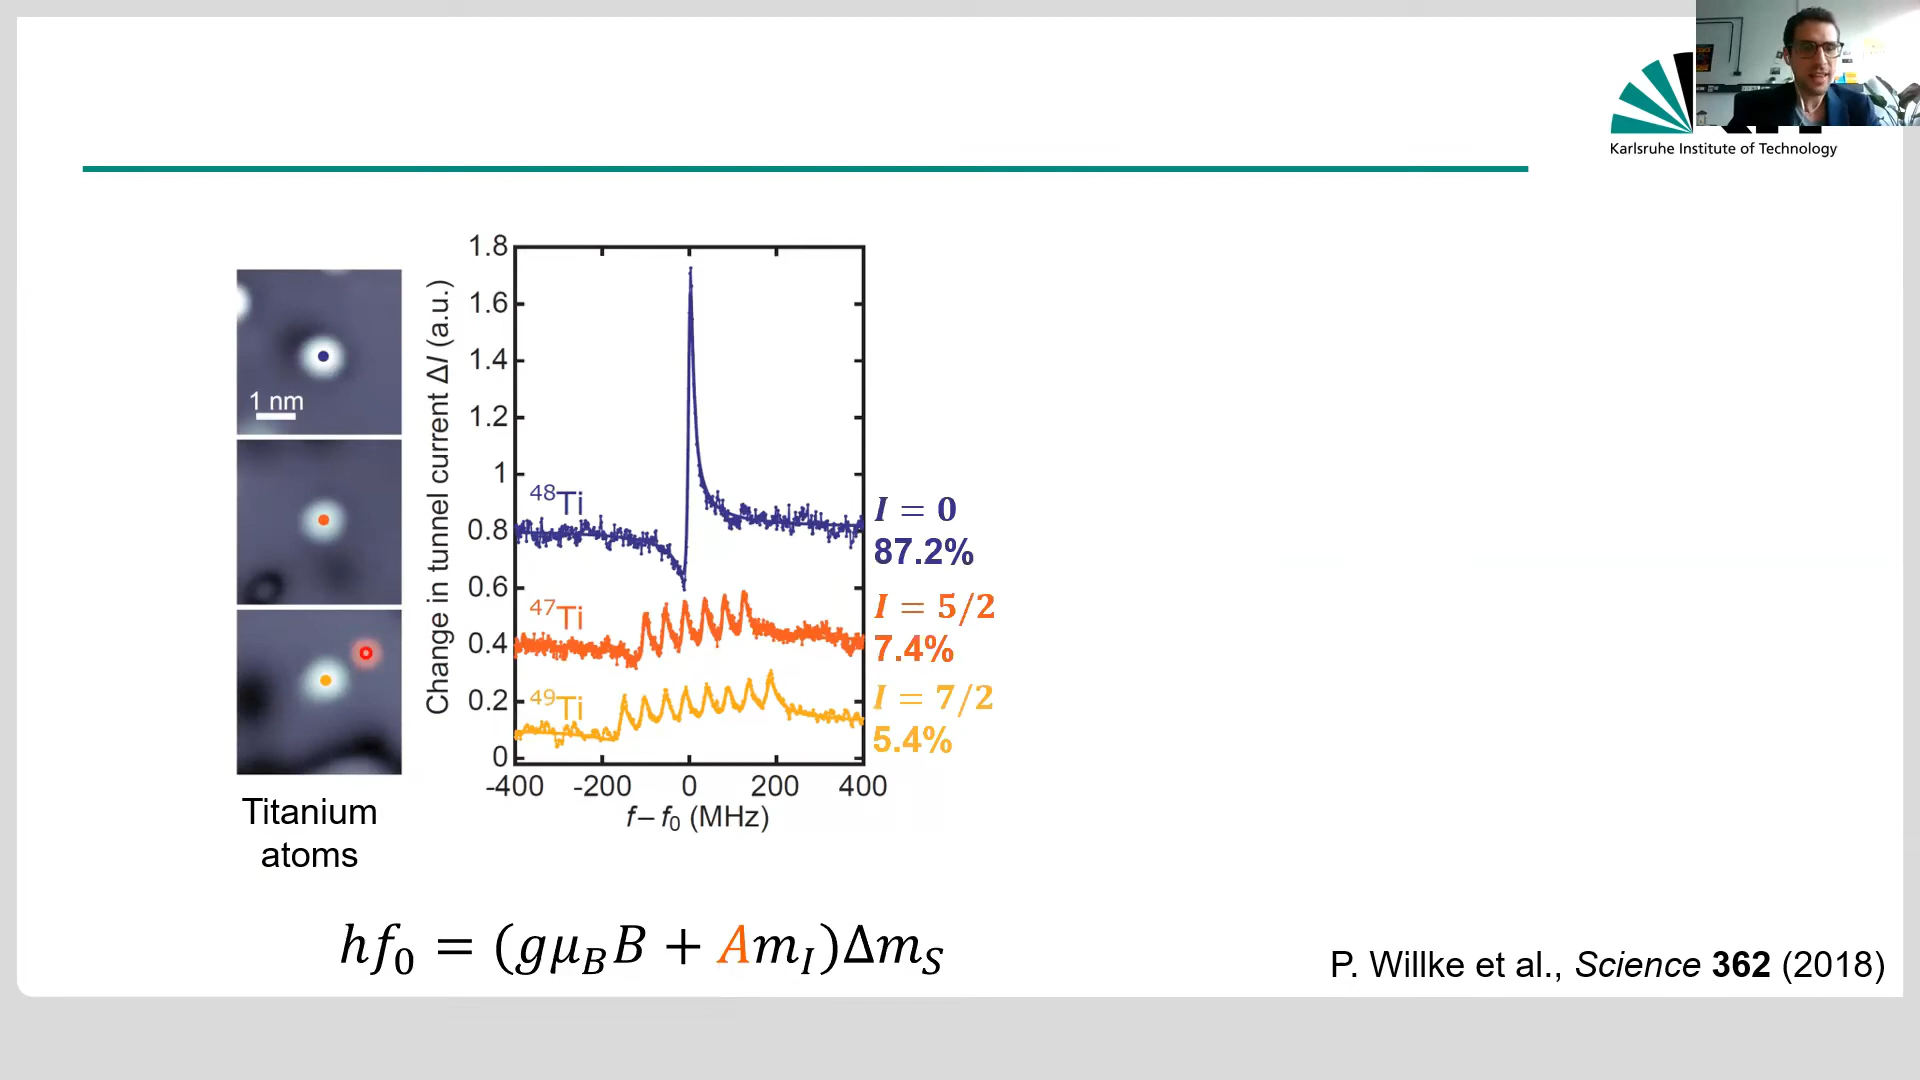 Karlsruhe Institute of Technology
1.8
1.6
1.4
1.2
1
0.8
0.6
0.4
0.2
0
Change in tunnel current ΔI (a.u.)
1 nm
⁴⁸Ti
I = 0
87.2%
⁴⁷Ti
I = 5/2
7.4%
⁴⁹Ti
I = 7/2
5.4%
-400 -200 0 200 400
f – f₀ (MHz)
Titanium
atoms
hf₀ = (gμ_B B + Am_I)Δm_S
P. Willke et al., Science 362 (2018)